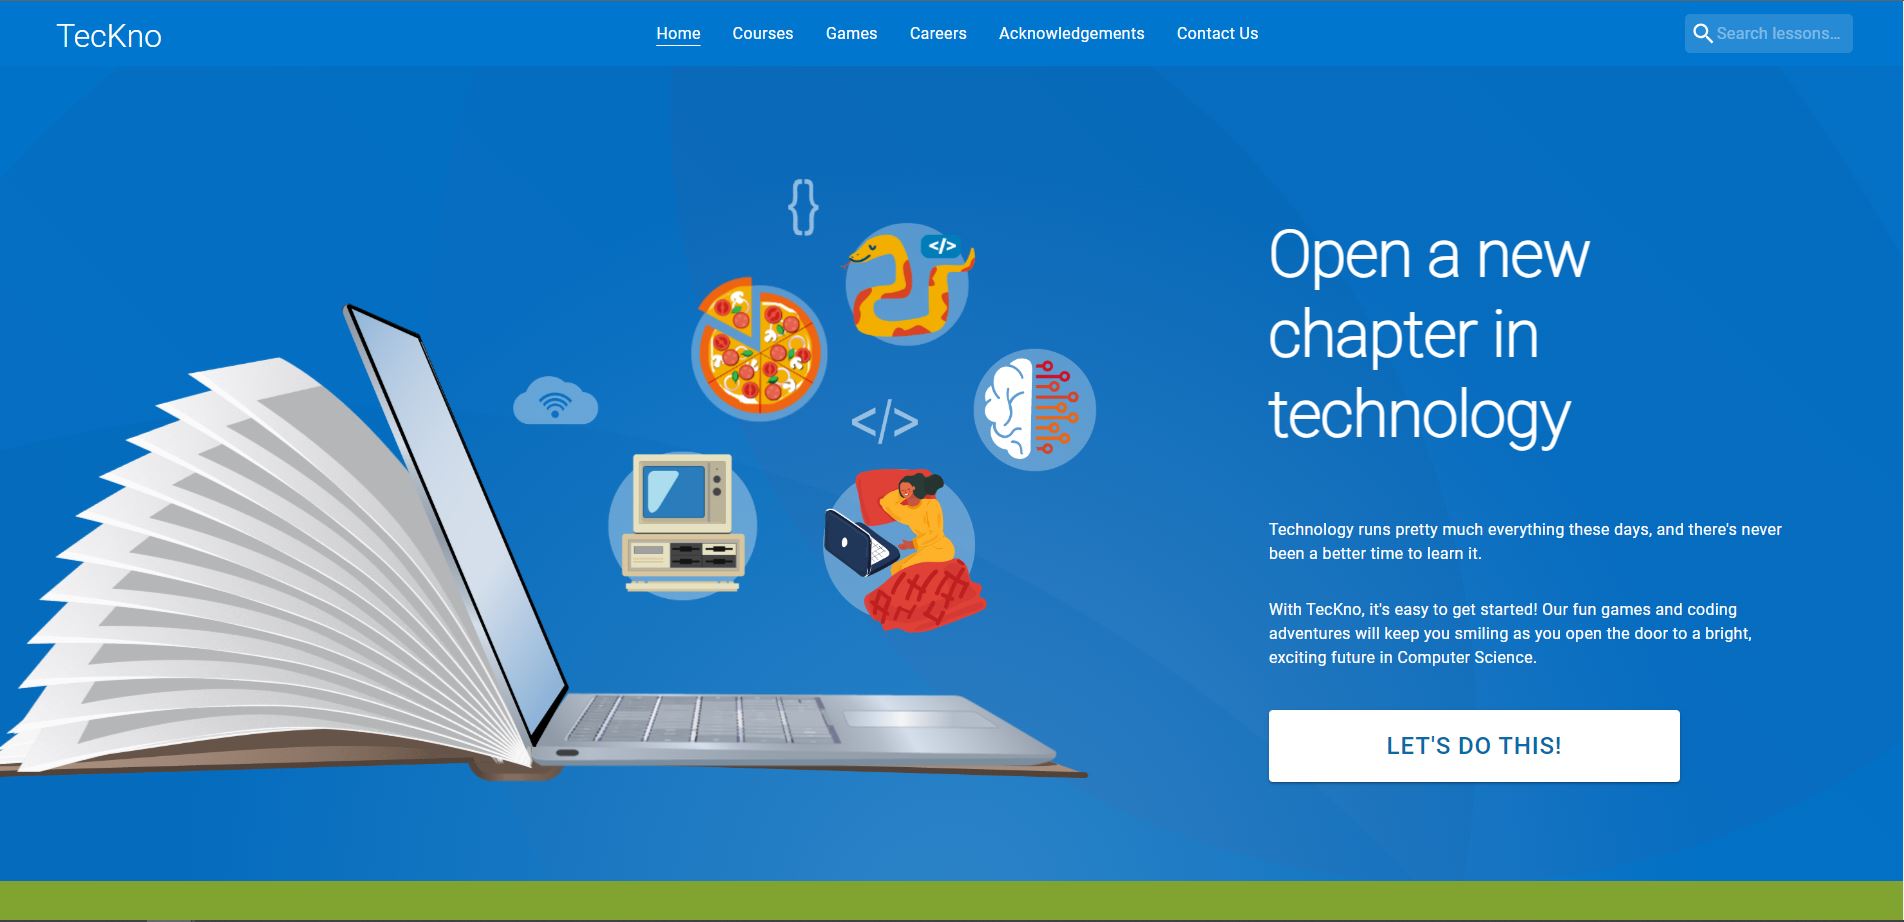 TecKno
Home Courses Games Careers Acknowledgements Contact Us
Search lessons...
{}
</>
</>
Open a new
chapter in
technology
Technology runs pretty much everything these days, and there's never
been a better time to learn it.
With TecKno, it's easy to get started! Our fun games and coding
adventures will keep you smiling as you open the door to a bright,
exciting future in Computer Science.
LET'S DO THIS!